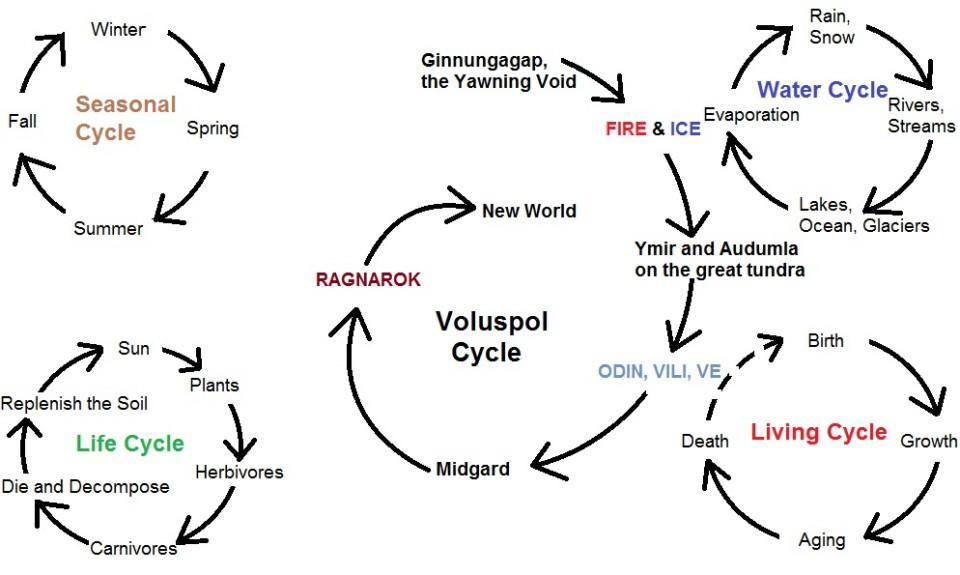 Winter
Seasonal
Cycle
Fall
Spring
Summer
Ginnungagap,
the Yawning Void
FIRE & ICE
Ymir and Audumla
on the great tundra
ODIN, VILI, VE
Midgard
RAGNAROK
New World
Voluspol
Cycle
Rain,
Snow
Water Cycle
Evaporation
Rivers,
Streams
Lakes,
Ocean, Glaciers
Sun
Plants
Replenish the Soil
Life Cycle
Herbivores
Die and Decompose
Carnivores
Birth
Living Cycle
Death
Growth
Aging